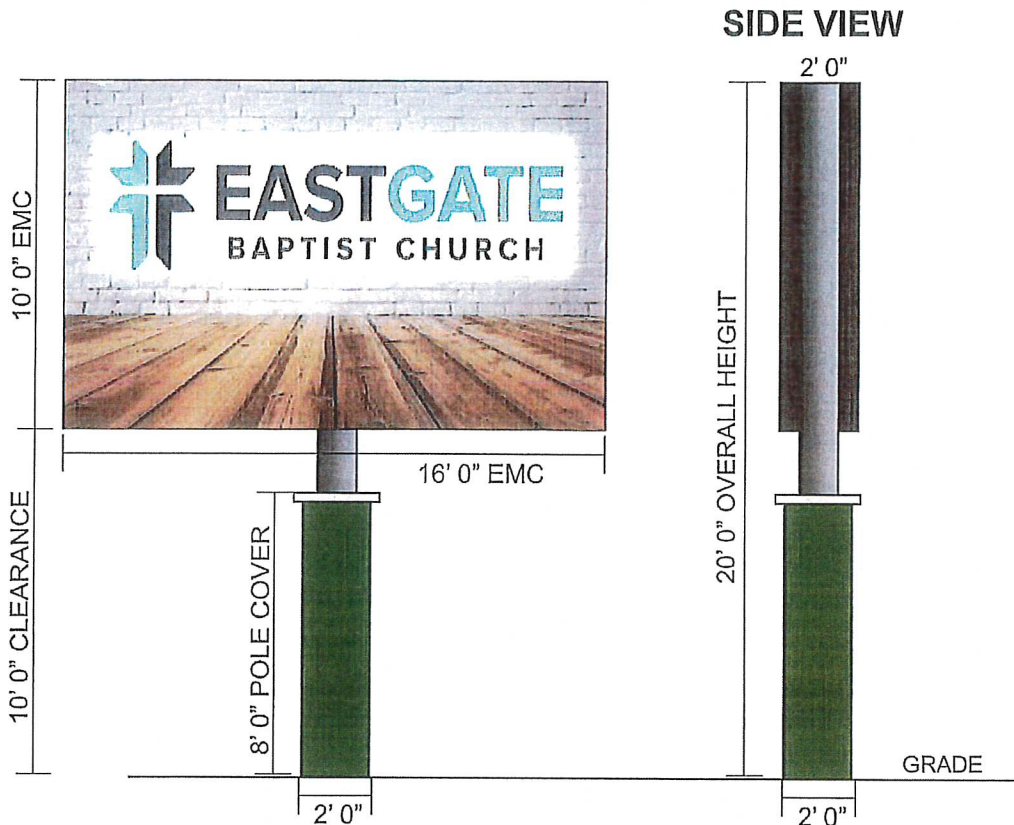 SIDE VIEW
2' 0"
10' 0" EMC
EASTGATE
BAPTIST CHURCH
16' 0" EMC
10' 0" CLEARANCE
8' 0" POLE COVER
2' 0"
20' 0" OVERALL HEIGHT
GRADE
2' 0"